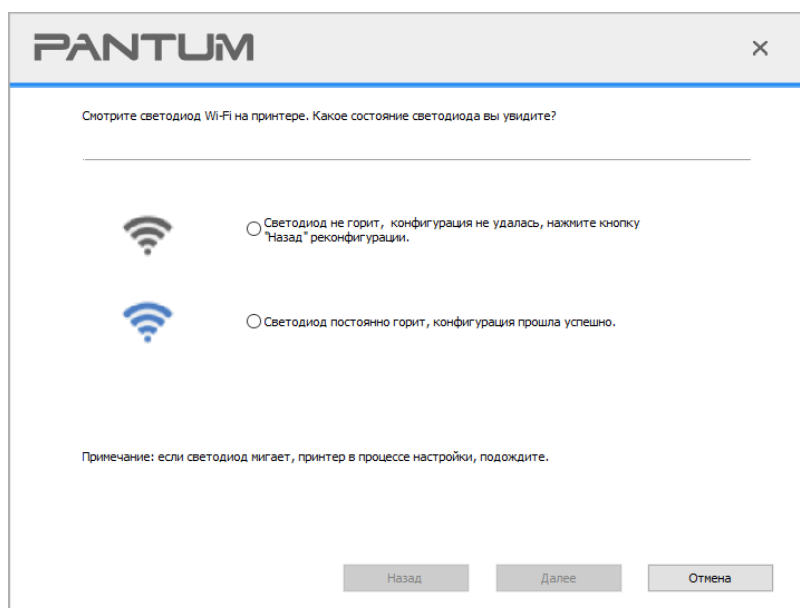 PANTUM
Смотрите светодиод Wi-Fi на принтере. Какое состояние светодиода вы увидите?
Светодиод не горит, конфигурация не удалась, нажмите кнопку
"Назад" реконфигурации.
Светодиод постоянно горит, конфигурация прошла успешно.
Примечание: если светодиод мигает, принтер в процессе настройки, подождите.
Назад
Далее
Отмена